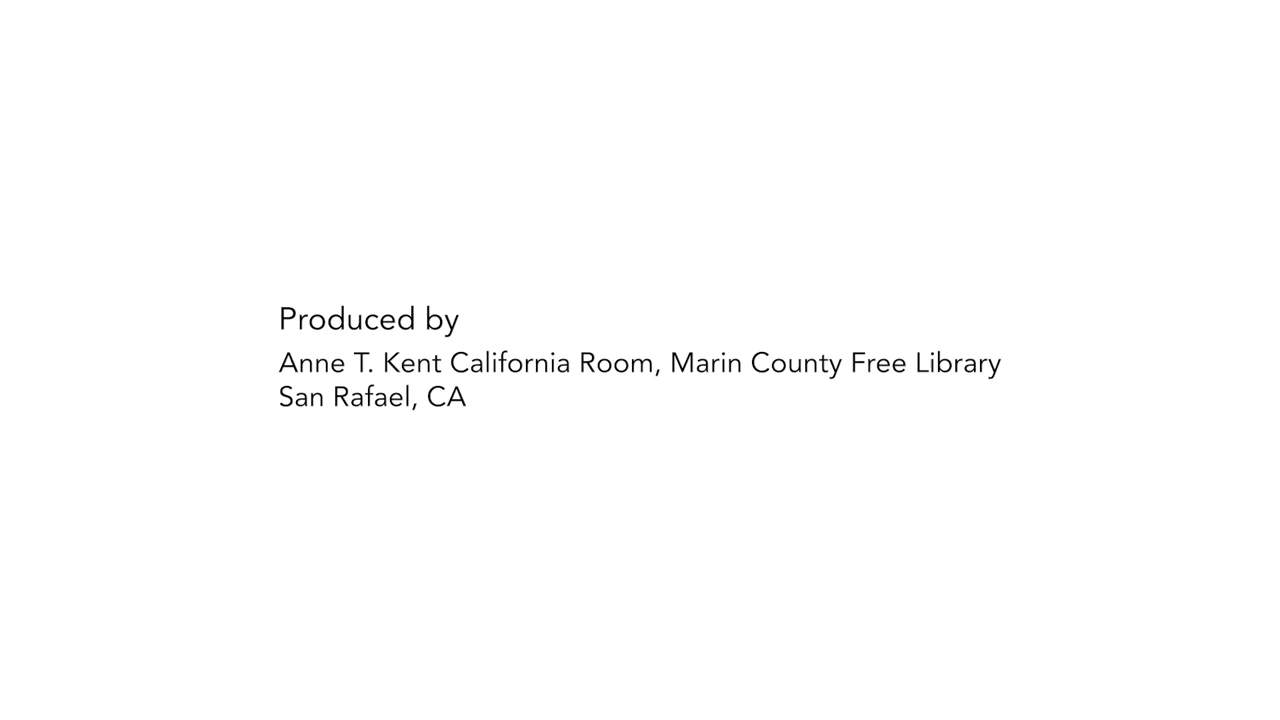 Produced by
Anne T. Kent California Room, Marin County Free Library
San Rafael, CA